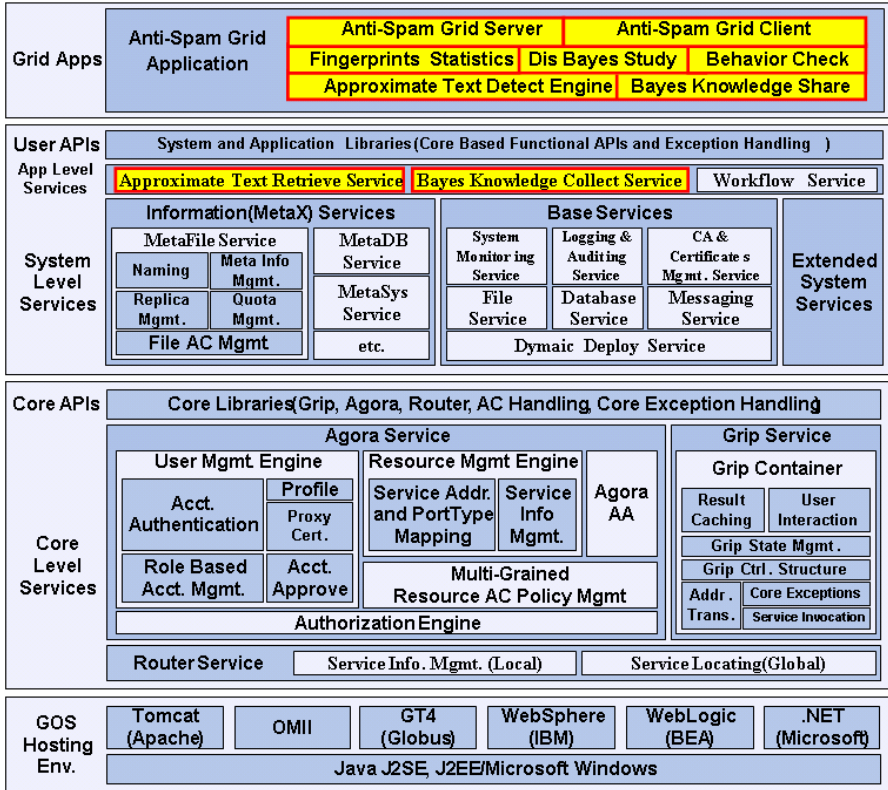 Grid Apps
Anti-Spam Grid
Application
Anti-Spam Grid Server
Anti-Spam Grid Client
Fingerprints Statistics
Dis Bayes Study
Behavior Check
Approximate Text Detect Engine
Bayes Knowledge Share
User APIs
System and Application Libraries(Core Based Functional APIs and Exception Handling )
App Level
Services
Approximate Text Retrieve Service
Bayes Knowledge Collect Service
Workflow Service
System
Level
Services
Information(MetaX) Services
MetaFile Service
Naming
Meta Info
Mgmt.
Replica
Mgmt.
Quota
Mgmt.
File AC Mgmt
MetaDB
Service
MetaSys
Service
etc.
Base Services
System
Monitoring
Service
Logging &
Auditing
Service
CA &
Certificates
Mgmt. Service
File
Service
Database
Service
Messaging
Service
Dymaic Deploy Service
Extended
System
Services
Core APIs
Core Libraries(Grip, Agora, Router, AC Handling, Core Exception Handling)
Core
Level
Services
Agora Service
User Mgmt. Engine
Acct.
Authentication
Profile
Proxy
Cert.
Role Based
Acct. Mgmt.
Acct.
Approve
Resource Mgmt Engine
Service Addr.
and PortType
Mapping
Service
Info
Mgmt.
Agora
AA
Multi-Grained
Resource AC Policy Mgmt
Authorization Engine
Grip Service
Grip Container
Result
Caching
User
Interaction
Grip State Mgmt.
Grip Ctrl. Structure
Addr.
Trans.
Core Exceptions
Service Invocation
Router Service
Service Info. Mgmt. (Local)
Service Locating(Global)
GOS
Hosting
Env.
Tomcat
(Apache)
OMII
GT4
(Globus)
WebSphere
(IBM)
WebLogic
(BEA)
.NET
(Microsoft)
Java J2SE, J2EE/Microsoft Windows